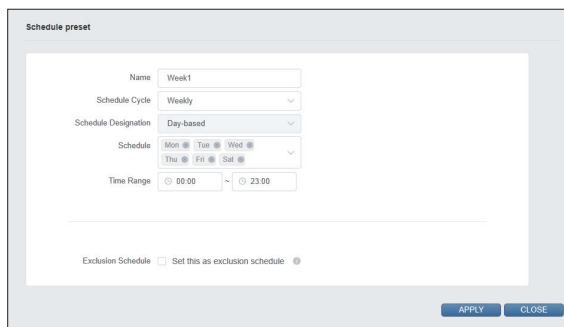 Schedule preset
Name Week1
Schedule Cycle Weekly
Schedule Designation Day-based
Schedule Mon Tue Wed
Thu Fri Sat
Time Range 00:00 ~ 23:00
Exclusion Schedule Set this as exclusion schedule
APPLY CLOSE